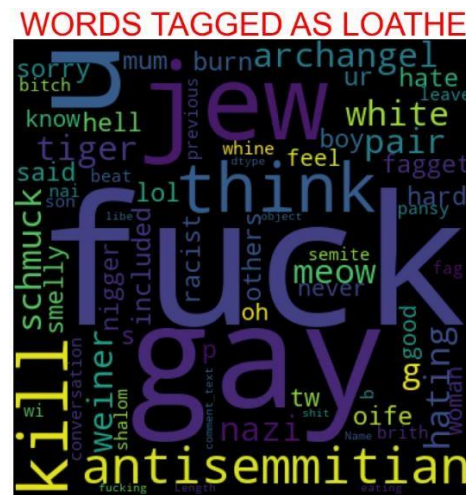 WORDS TAGGED AS LOATHE
sorry
mum
burn
archangel
bitch
u
jew
ur
hate
leave
know
hell
previous
white
tiger
whine
feel
boy
pair
said
beat
dtype
think
fagget
nai
son
lol
hard
pansy
libe
object
fuck
schmuck
smelly
nigger
included
racist
others
semite
meow
never
fag
oh
gay
good
kill
conversation
weiner
shalom
s
p
comment_text
tw
b
g
hating
woman
wi
nazi
shit
oife
Name
brith
antisemmitian
fucking
Length
eating